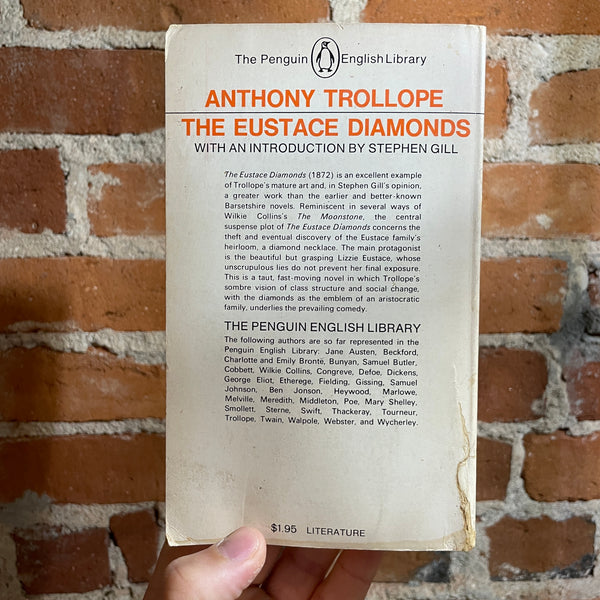 The Penguin English Library
ANTHONY TROLLOPE
THE EUSTACE DIAMONDS
WITH AN INTRODUCTION BY STEPHEN GILL
The Eustace Diamonds (1872) is an excellent example
of Trollope's mature art and, in Stephen Gill's opinion,
a greater work than the earlier and better-known
Barsetshire novels. Reminiscent in several ways of
Wilkie Collins's The Moonstone, the central
suspense plot of The Eustace Diamonds concerns the
theft and eventual discovery of the Eustace family's
heirloom, a diamond necklace. The main protagonist
is the beautiful but grasping Lizzie Eustace, whose
unscrupulous lies do not prevent her final exposure.
This is a taut, fast-moving novel in which Trollope's
sombre vision of class structure and social change,
with the diamonds as the emblem of an aristocratic
family, underlies the prevailing comedy.
THE PENGUIN ENGLISH LIBRARY
The following authors are so far represented in the
Penguin English Library: Jane Austen, Beckford,
Charlotte and Emily Brontë, Bunyan, Samuel Butler,
Cobbett, Wilkie Collins, Congreve, Defoe, Dickens,
George Eliot, Etherege, Fielding, Gissing, Samuel
Johnson, Ben Jonson, Heywood, Marlowe,
Melville, Meredith, Middleton, Poe, Mary Shelley,
Smollett, Sterne, Swift, Thackeray, Tourneur,
Trollope, Twain, Walpole, Webster, and Wycherley.
$1.95 LITERATURE